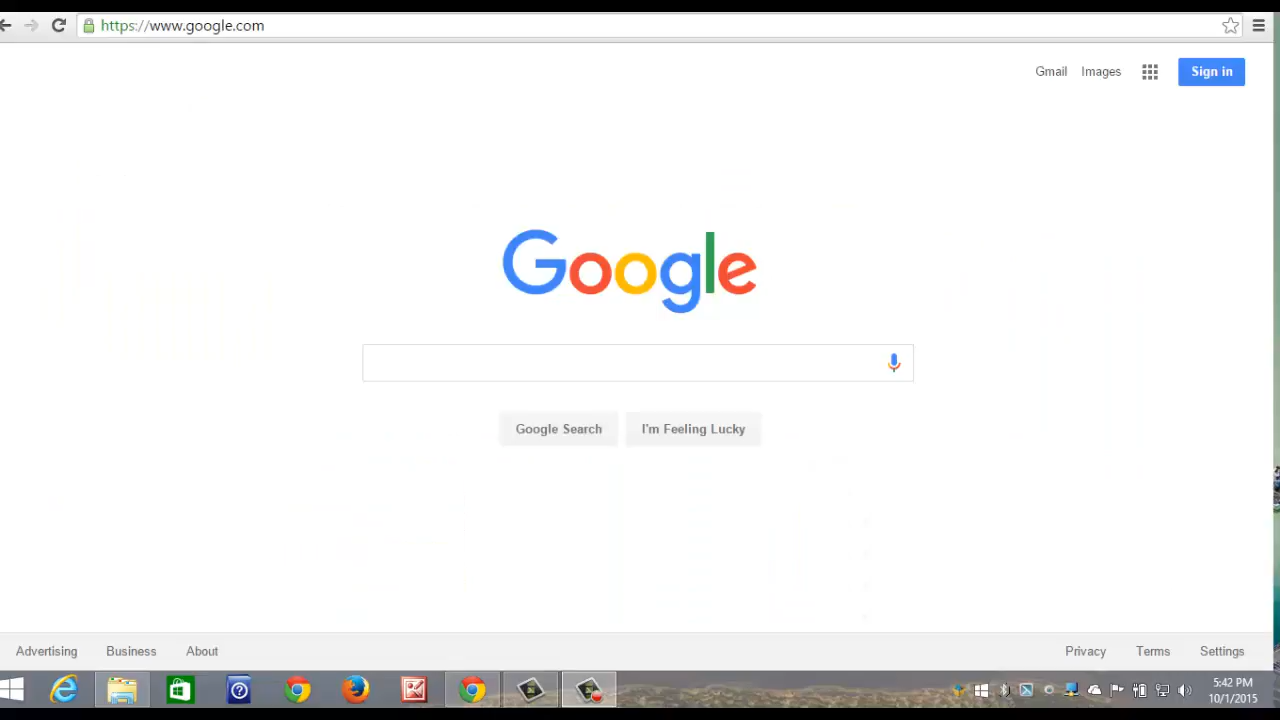 https://www.google.com
Gmail Images Sign in
Google
Google Search I'm Feeling Lucky
Advertising Business About Privacy Terms Settings
5:42 PM
10/1/2015